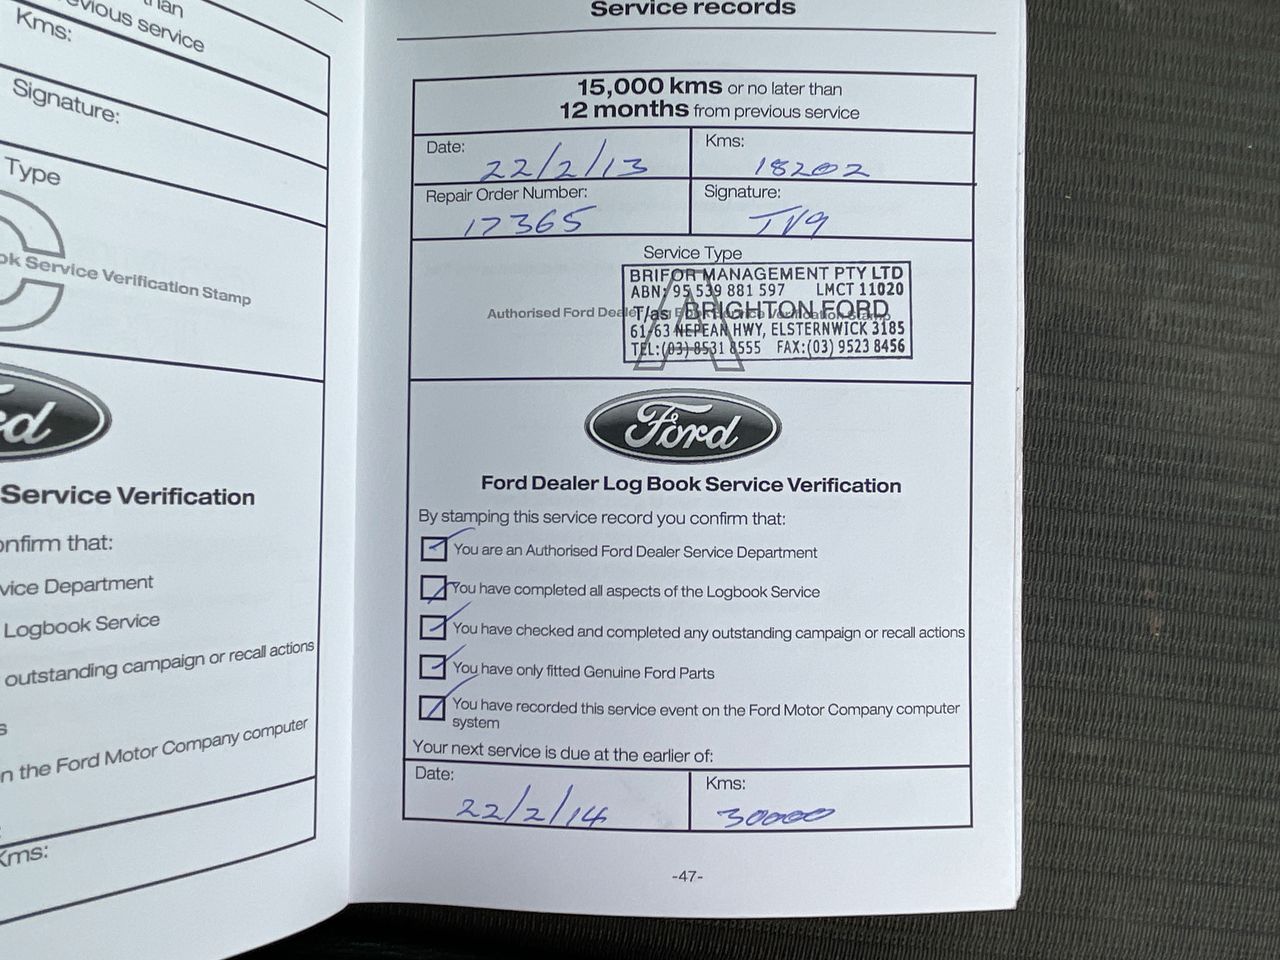 than
vious service
Kms:
Signature:
Type
ok Service Verification Stamp
Service Verification
onfirm that:
vice Department
Logbook Service
outstanding campaign or recall actions
s
n the Ford Motor Company computer
Kms:
Service records
15,000 kms or no later than
12 months from previous service
Date: 22/2/13
Kms: 18202
Repair Order Number: 17365
Signature:
Service Type
A
BRIFOR MANAGEMENT PTY LTD
ABN: 95 539 881 597 LMCT 11020
Authorised Ford Dealer
T/as BRIGHTON FORD
Verification Stamp
61-63 NEPEAN HWY, ELSTERNWICK 3185
TEL:(03) 8531 8555 FAX:(03) 9523 8456
Ford
Ford Dealer Log Book Service Verification
By stamping this service record you confirm that:
You are an Authorised Ford Dealer Service Department
You have completed all aspects of the Logbook Service
You have checked and completed any outstanding campaign or recall actions
You have only fitted Genuine Ford Parts
You have recorded this service event on the Ford Motor Company computer
system
Your next service is due at the earlier of:
Date: 22/2/14
Kms: 30000
-47-